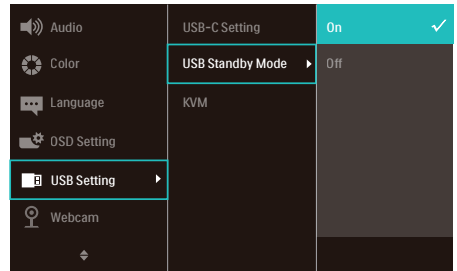 Audio
Color
Language
OSD Setting
USB Setting
Webcam
USB-C Setting
USB Standby Mode
KVM
On
Off